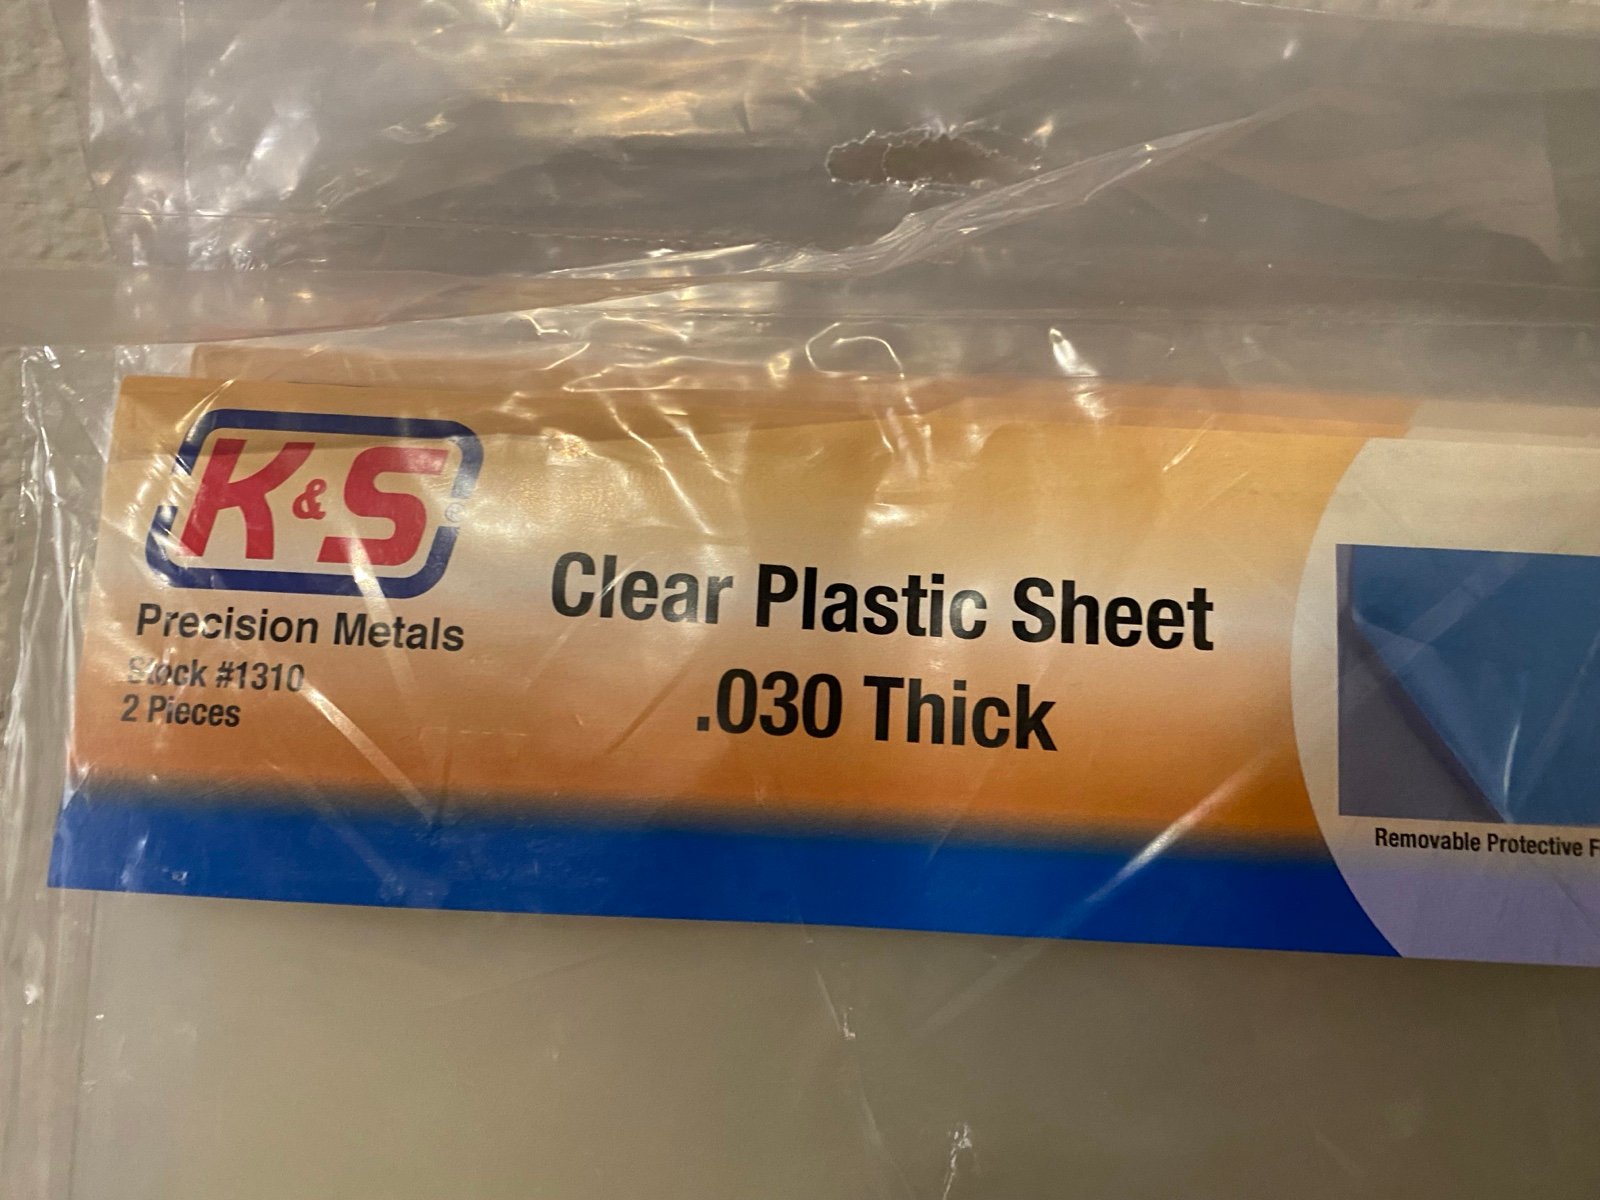 K&S®
Precision Metals
Stock #1310
2 Pieces
Clear Plastic Sheet
.030 Thick
Removable Protective F